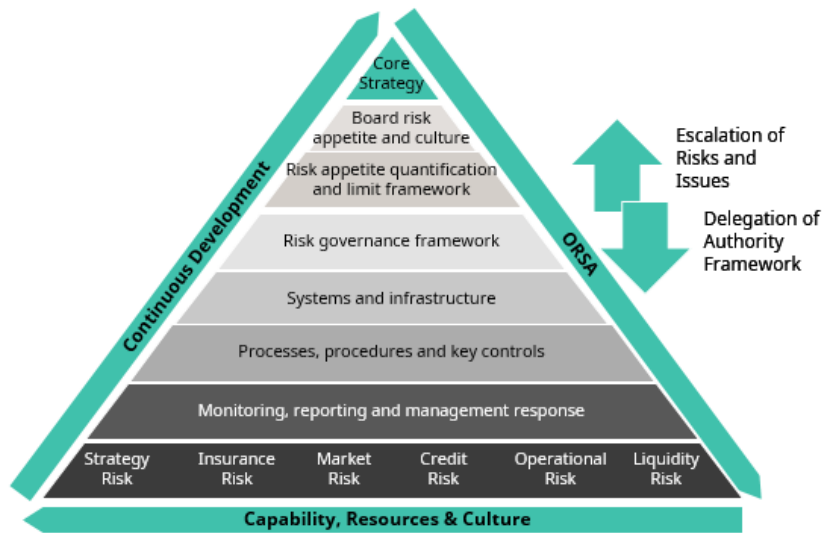 Core
Strategy
Board risk
appetite and culture
Risk appetite quantification
and limit framework
Risk governance framework
Systems and infrastructure
Processes, procedures and key controls
Monitoring, reporting and management response
Strategy
Risk
Insurance
Risk
Market
Risk
Credit
Risk
Operational
Risk
Liquidity
Risk
Continuous Development
ORSA
Capability, Resources & Culture
Escalation of
Risks and
Issues
Delegation of
Authority
Framework